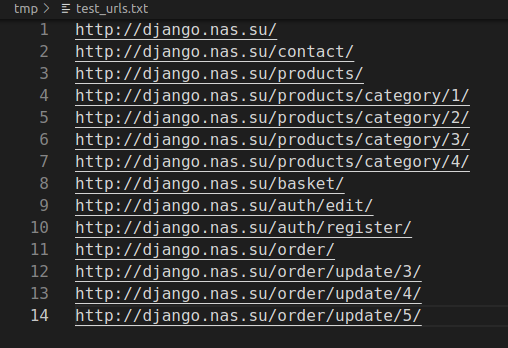 tmp > test_urls.txt
1 http://django.nas.su/
2 http://django.nas.su/contact/
3 http://django.nas.su/products/
4 http://django.nas.su/products/category/1/
5 http://django.nas.su/products/category/2/
6 http://django.nas.su/products/category/3/
7 http://django.nas.su/products/category/4/
8 http://django.nas.su/basket/
9 http://django.nas.su/auth/edit/
10 http://django.nas.su/auth/register/
11 http://django.nas.su/order/
12 http://django.nas.su/order/update/3/
13 http://django.nas.su/order/update/4/
14 http://django.nas.su/order/update/5/